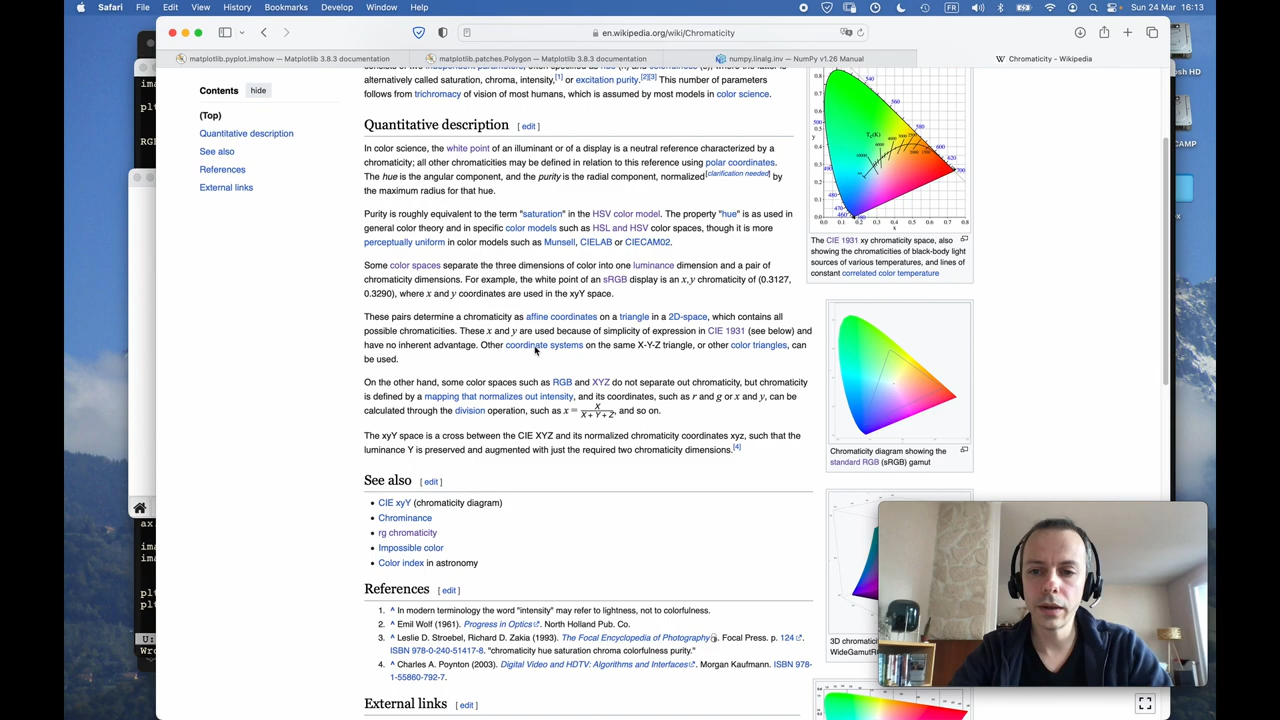 Safari File Edit View History Bookmarks Develop Window Help FR Sun 24 Mar 16:13
en.wikipedia.org/wiki/Chromaticity
matplotlib.pyplot.imshow — Matplotlib 3.8.3 documentation matplotlib.patches.Polygon — Matplotlib 3.8.3 documentation numpy.linalg.inv — NumPy v1.26 Manual Chromaticity - Wikipedia
Contents hide
(Top)
Quantitative description
See also
References
External links
alternatively called saturation, chroma, intensity,[1] or excitation purity.[2][3] This number of parameters
follows from trichromacy of vision of most humans, which is assumed by most models in color science.
Quantitative description [ edit ]
In color science, the white point of an illuminant or of a display is a neutral reference characterized by a
chromaticity; all other chromaticities may be defined in relation to this reference using polar coordinates.
The hue is the angular component, and the purity is the radial component, normalized[clarification needed] by
the maximum radius for that hue.
Purity is roughly equivalent to the term "saturation" in the HSV color model. The property "hue" is as used in
general color theory and in specific color models such as HSL and HSV color spaces, though it is more
perceptually uniform in color models such as Munsell, CIELAB or CIECAM02.
Some color spaces separate the three dimensions of color into one luminance dimension and a pair of
chromaticity dimensions. For example, the white point of an sRGB display is an x,y chromaticity of (0.3127,
0.3290), where x and y coordinates are used in the xyY space.
These pairs determine a chromaticity as affine coordinates on a triangle in a 2D-space, which contains all
possible chromaticities. These x and y are used because of simplicity of expression in CIE 1931 (see below) and
have no inherent advantage. Other coordinate systems on the same X-Y-Z triangle, or other color triangles, can
be used.
On the other hand, some color spaces such as RGB and XYZ do not separate out chromaticity, but chromaticity
is defined by a mapping that normalizes out intensity, and its coordinates, such as r and g or x and y, can be
calculated through the division operation, such as x = X/X + Y + Z, and so on.
The xyY space is a cross between the CIE XYZ and its normalized chromaticity coordinates xyz, such that the
luminance Y is preserved and augmented with just the required two chromaticity dimensions.[4]
See also [ edit ]
• CIE xyY (chromaticity diagram)
• Chrominance
• rg chromaticity
• Impossible color
• Color index in astronomy
References [ edit ]
1. ^ In modern terminology the word "intensity" may refer to lightness, not to colorfulness.
2. ^ Emil Wolf (1961). Progress in Optics. North Holland Pub. Co.
3. ^ Leslie D. Stroebel, Richard D. Zakia (1993). The Focal Encyclopedia of Photography. Focal Press. p. 124.
ISBN 978-0-240-51417-8. "chromaticity hue saturation chroma colorfulness purity."
4. ^ Charles A. Poynton (2003). Digital Video and HDTV: Algorithms and Interfaces. Morgan Kaufmann. ISBN 978-
1-55860-792-7.
External links [ edit ]
The CIE 1931 xy chromaticity space, also
showing the chromaticities of black-body light
sources of various temperatures, and lines of
constant correlated color temperature
Chromaticity diagram showing the
standard RGB (sRGB) gamut
3D chromatici
WideGamutR